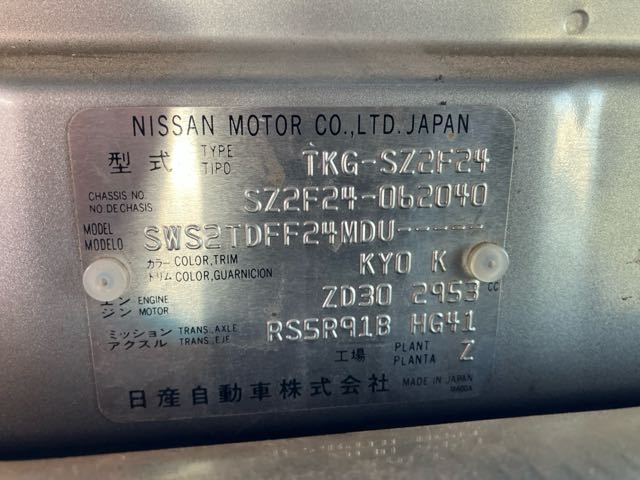 NISSAN MOTOR CO.,LTD. JAPAN
型式 TYPE TIPO TKG-SZ2F24
CHASSIS NO. NO.DE CHASIS SZ2F24-062040
MODEL MODELO SWS2TDFF24MDU-----
カラー COLOR,TRIM トリム COLOR,GUARNICION KYO K
エンジン ENGINE MOTOR ZD30 2953 cc
ミッション TRANS.,AXLE アクスル TRANS.,EJE RS5R91B HG41
工場 PLANT PLANTA Z
日産自動車株式会社 MADE IN JAPAN